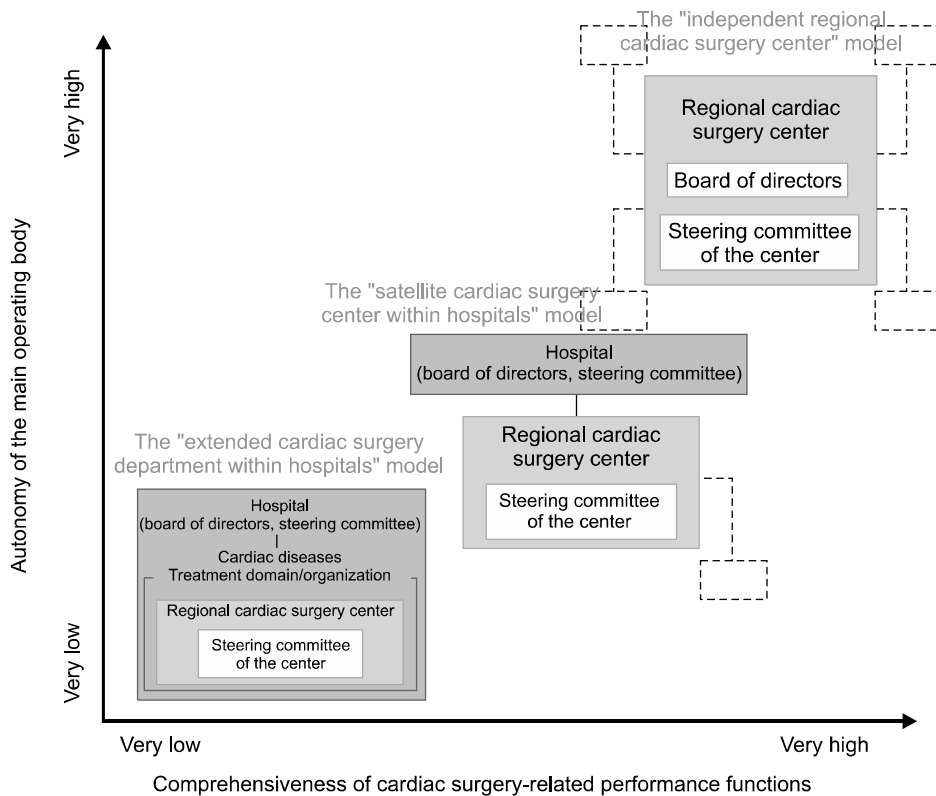 The "independent regional
cardiac surgery center" model
Very high
Regional cardiac
surgery center
Board of directors
Steering committee
of the center
Autonomy of the main operating body
The "satellite cardiac surgery
center within hospitals" model
Hospital
(board of directors, steering committee)
Regional cardiac
surgery center
Steering committee
of the center
The "extended cardiac surgery
department within hospitals" model
Hospital
(board of directors, steering committee)
Cardiac diseases
Treatment domain/organization
Regional cardiac surgery center
Steering committee
of the center
Very low
Very low
Very high
Comprehensiveness of cardiac surgery-related performance functions